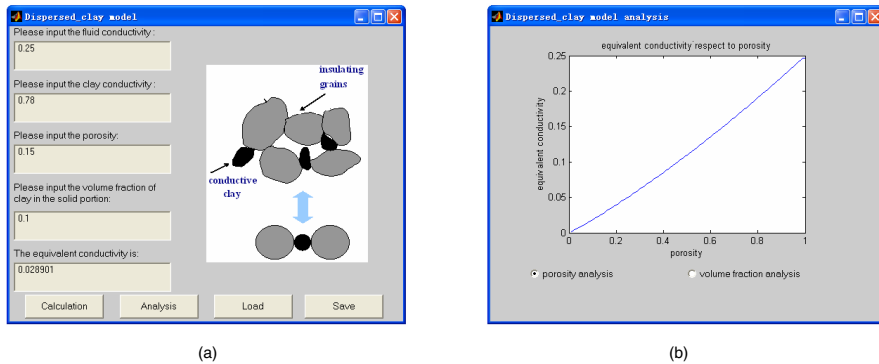 Dispersed_clay model
Please input the fluid conductivity :
0.25
Please input the clay conductivity:
0.78
Please input the porosity:
0.15
Please input the volume fraction of
clay in the solid portion:
0.1
The equivalent conductivity is:
0.028901
insulating
grains
conductive
clay
Calculation
Analysis
Load
Save
(a)
Dispersed_clay model analysis
equivalent conductivity respect to porosity
equivalent conductivity
0.25
0.2
0.15
0.1
0.05
0
0
0.2
0.4
0.6
0.8
1
porosity
porosity analysis
volume fraction analysis
(b)